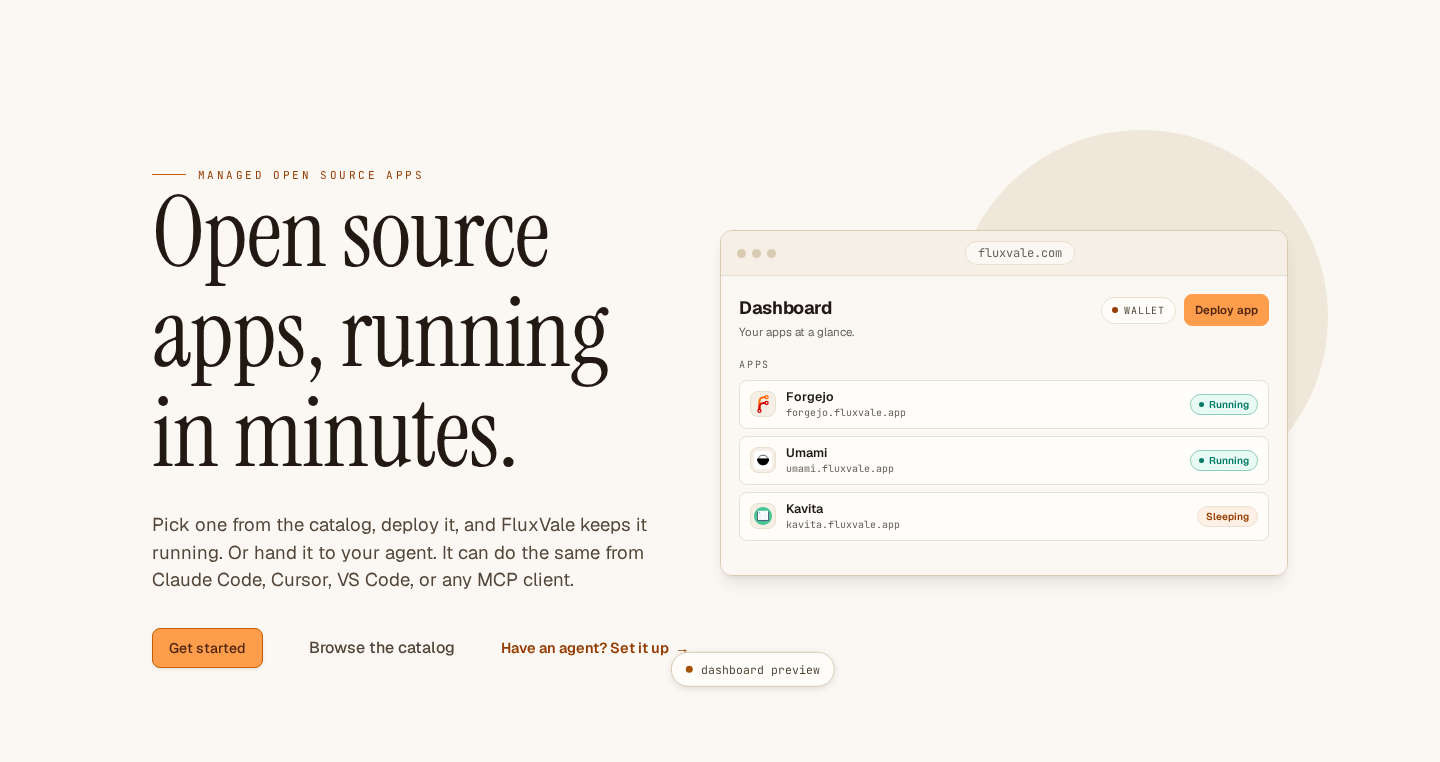 MANAGED OPEN SOURCE APPS
Open source
apps, running
in minutes.
Pick one from the catalog, deploy it, and FluxVale keeps it
running. Or hand it to your agent. It can do the same from
Claude Code, Cursor, VS Code, or any MCP client.
Get started
Browse the catalog
Have an agent? Set it up →
fluxvale.com
Dashboard
Your apps at a glance.
WALLET
Deploy app
APPS
Forgejo
forgejo.fluxvale.app
Running
Umami
umami.fluxvale.app
Running
Kavita
kavita.fluxvale.app
Sleeping
dashboard preview